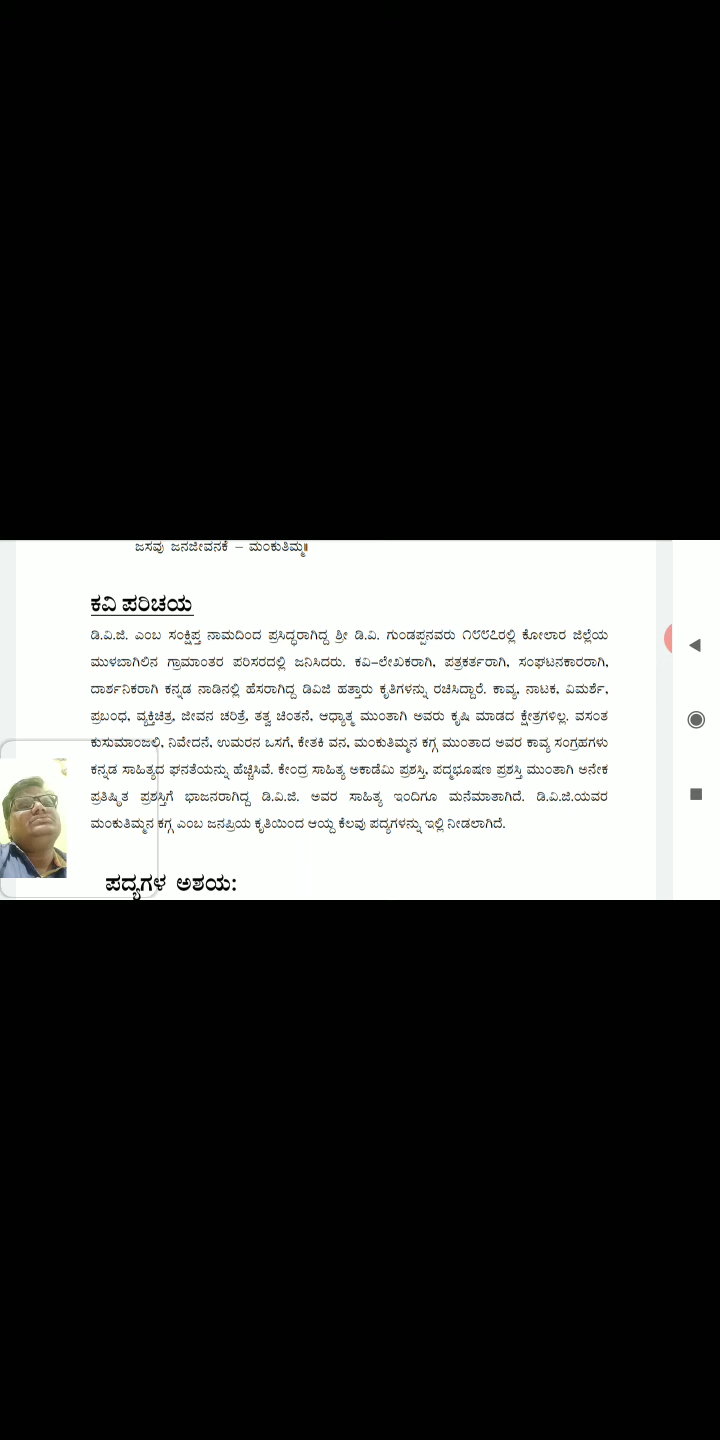 ಜಸವು ಜನಜೀವನಕೆ – ಮಂಕುತಿಮ್ಮ॥
ಕವಿ ಪರಿಚಯ
ಡಿ.ವಿ.ಜಿ. ಎಂಬ ಸಂಕ್ಷಿಪ್ತ ನಾಮದಿಂದ ಪ್ರಸಿದ್ಧರಾಗಿದ್ದ ಶ್ರೀ ಡಿ.ವಿ. ಗುಂಡಪ್ಪನವರು ೧೮೮೭ರಲ್ಲಿ ಕೋಲಾರ ಜಿಲ್ಲೆಯ
ಮುಳಬಾಗಿಲಿನ ಗ್ರಾಮಾಂತರ ಪರಿಸರದಲ್ಲಿ ಜನಿಸಿದರು. ಕವಿ–ಲೇಖಕರಾಗಿ, ಪತ್ರಕರ್ತರಾಗಿ, ಸಂಘಟನಕಾರರಾಗಿ,
ದಾರ್ಶನಿಕರಾಗಿ ಕನ್ನಡ ನಾಡಿನಲ್ಲಿ ಹೆಸರಾಗಿದ್ದ ಡಿವಿಜಿ ಹತ್ತಾರು ಕೃತಿಗಳನ್ನು ರಚಿಸಿದ್ದಾರೆ. ಕಾವ್ಯ, ನಾಟಕ, ವಿಮರ್ಶೆ,
ಪ್ರಬಂಧ, ವ್ಯಕ್ತಿಚಿತ್ರ, ಜೀವನ ಚರಿತ್ರೆ, ತತ್ವ ಚಿಂತನೆ, ಆಧ್ಯಾತ್ಮ ಮುಂತಾಗಿ ಅವರು ಕೃಷಿ ಮಾಡದ ಕ್ಷೇತ್ರಗಳಿಲ್ಲ. ವಸಂತ
ಕುಸುಮಾಂಜಲಿ, ನಿವೇದನೆ, ಉಮರನ ಒಸಗೆ, ಕೇತಕಿ ವನ, ಮಂಕುತಿಮ್ಮನ ಕಗ್ಗ ಮುಂತಾದ ಅವರ ಕಾವ್ಯ ಸಂಗ್ರಹಗಳು
ಕನ್ನಡ ಸಾಹಿತ್ಯದ ಘನತೆಯನ್ನು ಹೆಚ್ಚಿಸಿವೆ. ಕೇಂದ್ರ ಸಾಹಿತ್ಯ ಅಕಾಡೆಮಿ ಪ್ರಶಸ್ತಿ, ಪದ್ಮಭೂಷಣ ಪ್ರಶಸ್ತಿ ಮುಂತಾಗಿ ಅನೇಕ
ಪ್ರತಿಷ್ಠಿತ ಪ್ರಶಸ್ತಿಗೆ ಭಾಜನರಾಗಿದ್ದ ಡಿ.ವಿ.ಜಿ. ಅವರ ಸಾಹಿತ್ಯ ಇಂದಿಗೂ ಮನೆಮಾತಾಗಿದೆ. ಡಿ.ವಿ.ಜಿ.ಯವರ
ಮಂಕುತಿಮ್ಮನ ಕಗ್ಗ ಎಂಬ ಜನಪ್ರಿಯ ಕೃತಿಯಿಂದ ಆಯ್ದ ಕೆಲವು ಪದ್ಯಗಳನ್ನು ಇಲ್ಲಿ ನೀಡಲಾಗಿದೆ.
ಪದ್ಯಗಳ ಅಶಯ: